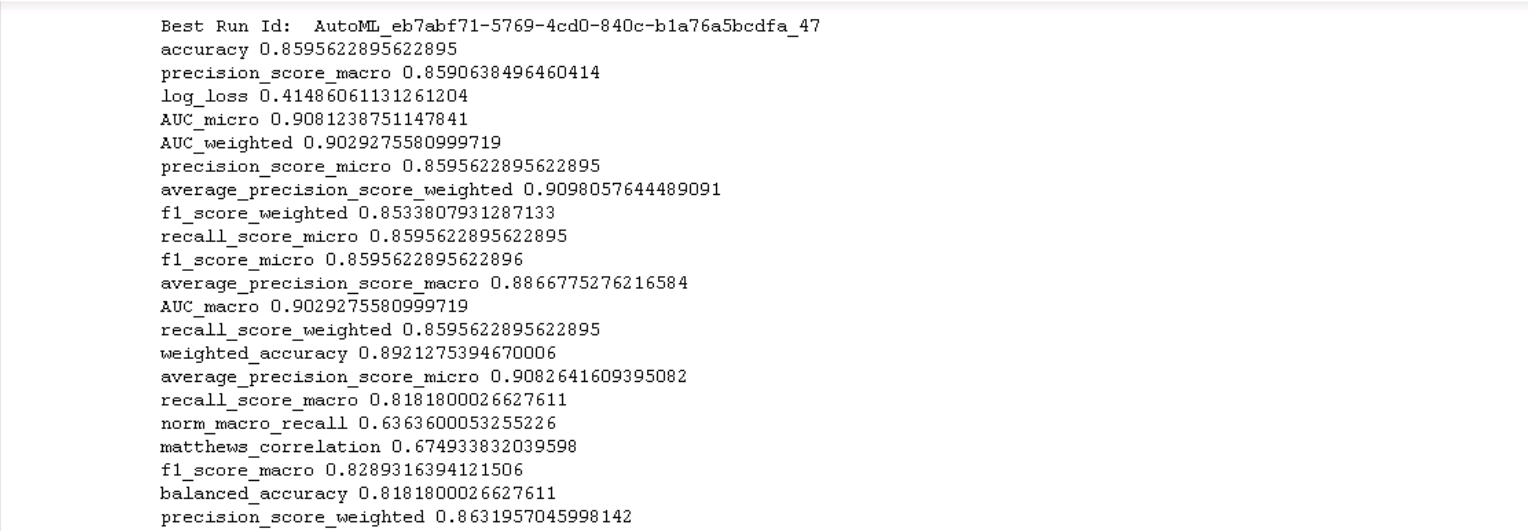 Best Run Id:  AutoML_eb7abf71-5769-4cd0-840c-b1a76a5bcdfa_47
accuracy 0.8595622895622895
precision_score_macro 0.8590638496460414
log_loss 0.41486061131261204
AUC_micro 0.9081238751147841
AUC_weighted 0.9029275580999719
precision_score_micro 0.8595622895622895
average_precision_score_weighted 0.9098057644489091
f1_score_weighted 0.8533807931287133
recall_score_micro 0.8595622895622895
f1_score_micro 0.8595622895622896
average_precision_score_macro 0.8866775276216584
AUC_macro 0.9029275580999719
recall_score_weighted 0.8595622895622895
weighted_accuracy 0.8921275394670006
average_precision_score_micro 0.9082641609395082
recall_score_macro 0.8181800026627611
norm_macro_recall 0.6363600053255226
matthews_correlation 0.674933832039598
f1_score_macro 0.8289316394121506
balanced_accuracy 0.8181800026627611
precision_score_weighted 0.8631957045998142